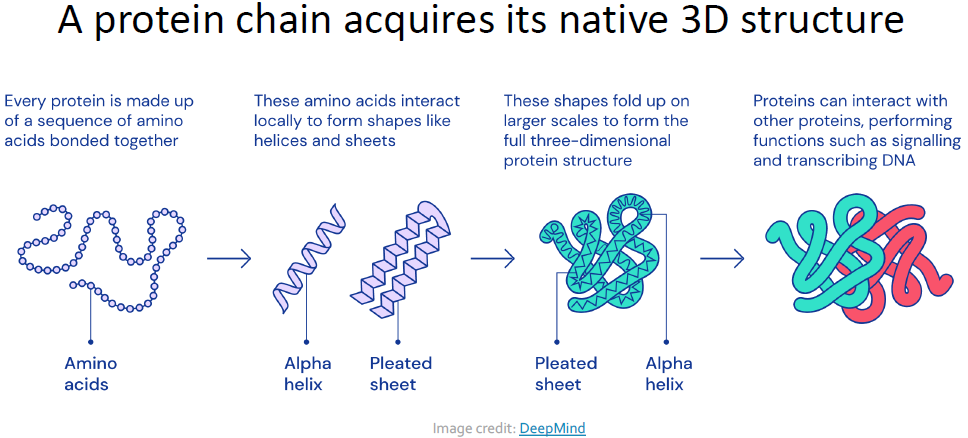 A protein chain acquires its native 3D structure
Every protein is made up
of a sequence of amino
acids bonded together
These amino acids interact
locally to form shapes like
helices and sheets
These shapes fold up on
larger scales to form the
full three-dimensional
protein structure
Proteins can interact with
other proteins, performing
functions such as signalling
and transcribing DNA
Amino
acids
Alpha
helix
Pleated
sheet
Pleated
sheet
Alpha
helix
Image credit: DeepMind